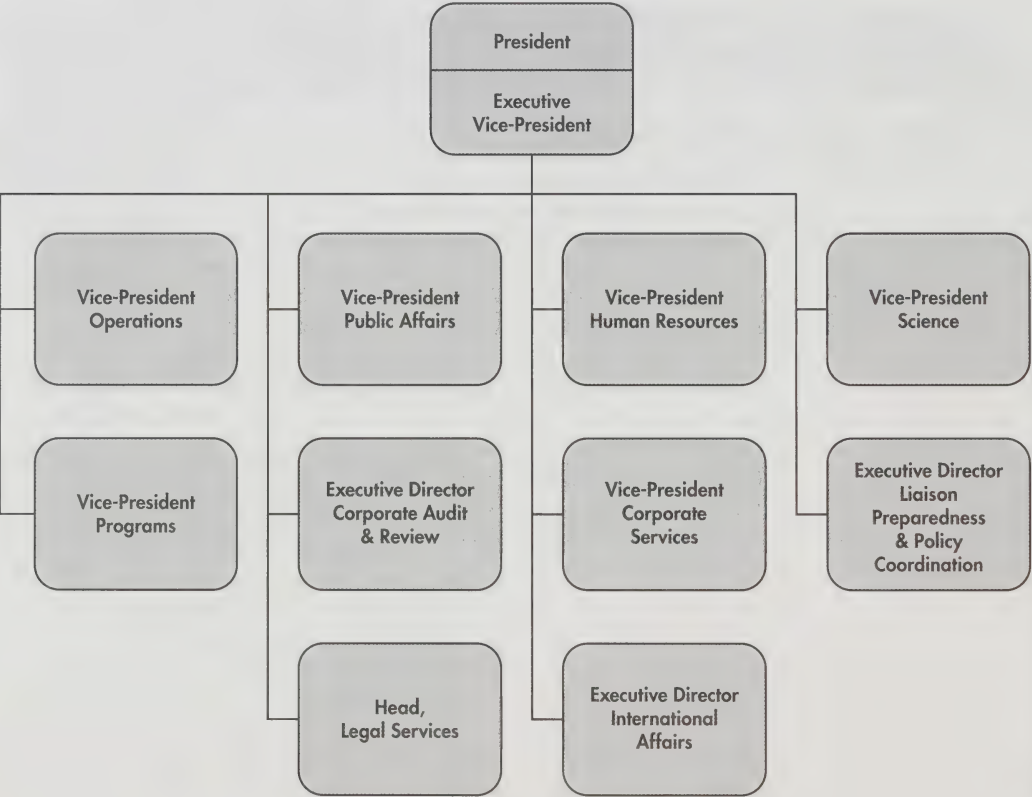 President
Executive
Vice-President
Vice-President
Operations
Vice-President
Public Affairs
Vice-President
Human Resources
Vice-President
Science
Vice-President
Programs
Executive Director
Corporate Audit
& Review
Vice-President
Corporate
Services
Executive Director
Liaison
Preparedness
& Policy
Coordination
Head,
Legal Services
Executive Director
International
Affairs